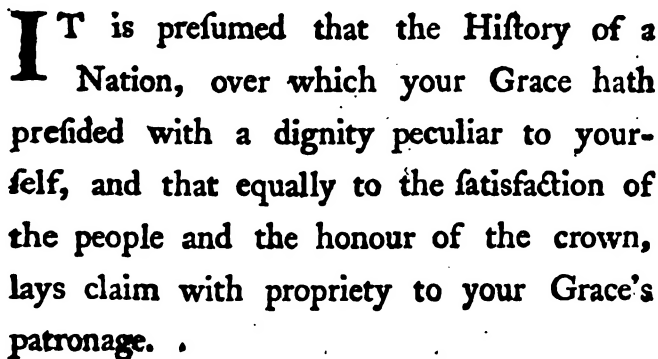 IT is preſumed that the Hiſtory of a
Nation, over which your Grace hath
preſided with a dignity peculiar to your-
ſelf, and that equally to the ſatisfaction of
the people and the honour of the crown,
lays claim with propriety to your Grace's
patronage.